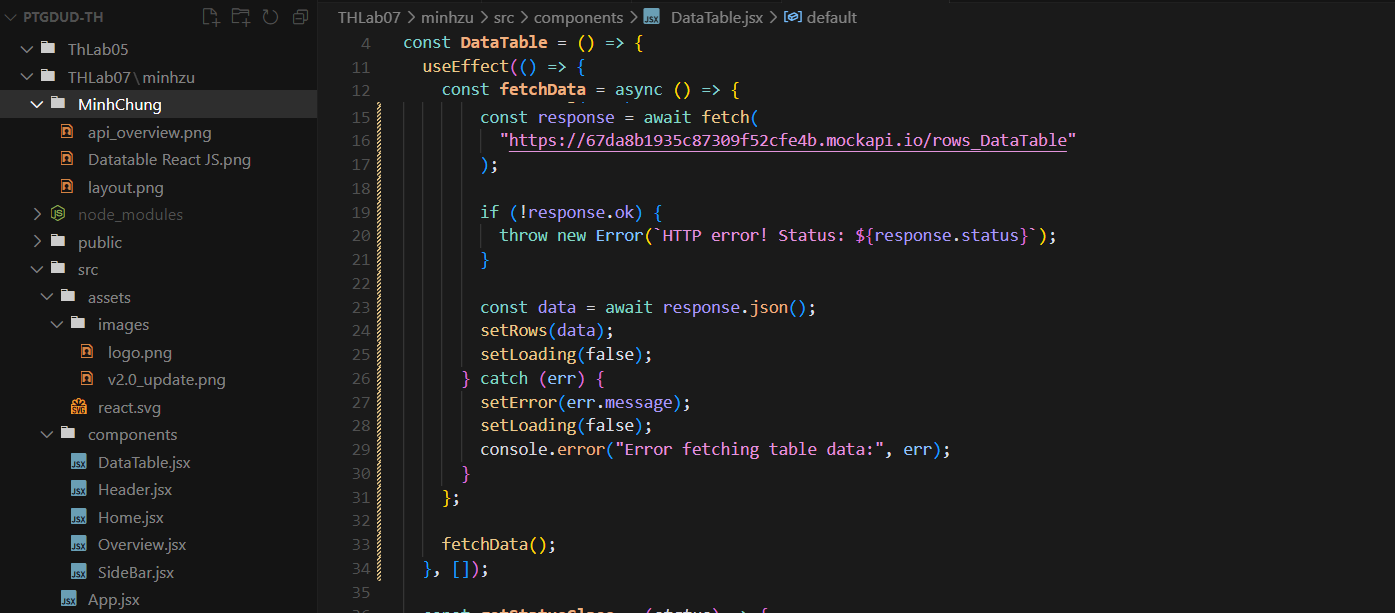 PTGDUD-TH
ThLab05
THLab07\minhzu
MinhChung
api_overview.png
Datatable React JS.png
layout.png
node_modules
public
src
assets
images
logo.png
v2.0_update.png
react.svg
components
DataTable.jsx
Header.jsx
Home.jsx
Overview.jsx
SideBar.jsx
App.jsx
THLab07 > minhzu > src > components > DataTable.jsx > default
4 const DataTable = () => {
11 useEffect(() => {
12 const fetchData = async () => {
15 const response = await fetch(
16 "https://67da8b1935c87309f52cfe4b.mockapi.io/rows_DataTable"
17 );
18
19 if (!response.ok) {
20 throw new Error(`HTTP error! Status: ${response.status}`);
21 }
22
23 const data = await response.json();
24 setRows(data);
25 setLoading(false);
26 } catch (err) {
27 setError(err.message);
28 setLoading(false);
29 console.error("Error fetching table data:", err);
30 }
31 };
32
33 fetchData();
34 }, []);
35